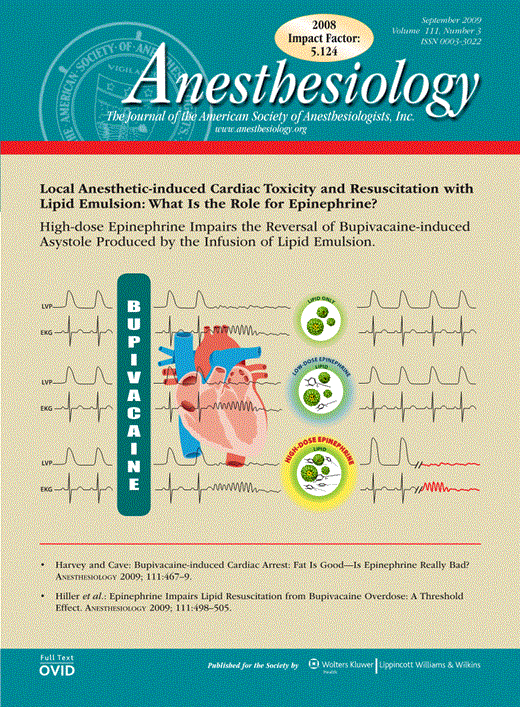 September 2009
Volume 111, Number 3
ISSN 0003-3022
2008
Impact Factor:
5.124
Anesthesiology
The Journal of the American Society of Anesthesiologists, Inc.
www.anesthesiology.org
Local Anesthetic-induced Cardiac Toxicity and Resuscitation with
Lipid Emulsion: What Is the Role for Epinephrine?
High-dose Epinephrine Impairs the Reversal of Bupivacaine-induced
Asystole Produced by the Infusion of Lipid Emulsion.
BUPIVACAINE
LVP
EKG
LIPID ONLY
LVP
EKG
LOW-DOSE EPINEPHRINE
LIPID
LVP
EKG
HIGH-DOSE EPINEPHRINE
LIPID
• Harvey and Cave: Bupivacaine-induced Cardiac Arrest: Fat Is Good—Is Epinephrine Really Bad?
ANESTHESIOLOGY 2009; 111:467–9.
• Hiller et al.: Epinephrine Impairs Lipid Resuscitation from Bupivacaine Overdose: A Threshold
Effect. ANESTHESIOLOGY 2009; 111:498–505.
Full Text
OVID
Published for the Society by
Wolters Kluwer
Health
Lippincott Williams & Wilkins